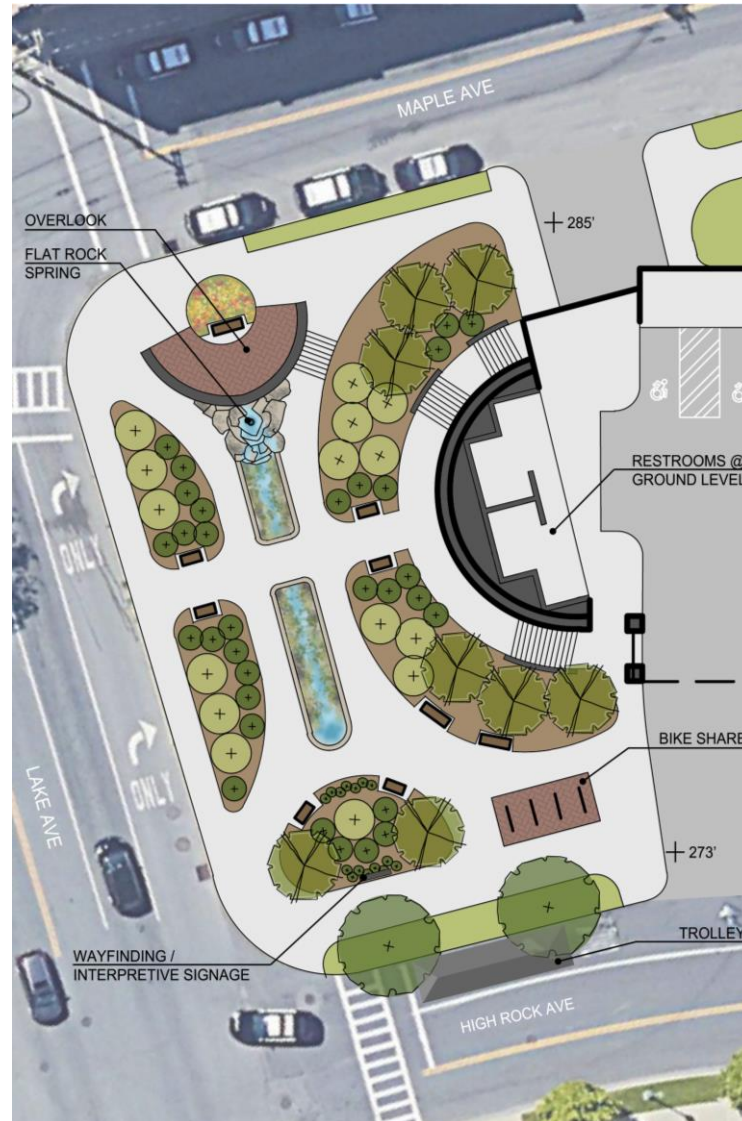 MAPLE AVE
OVERLOOK
285'
FLAT ROCK
SPRING
RESTROOMS @
GROUND LEVEL
ONLY
BIKE SHARE
LAKE AVE
ONLY
273'
TROLLEY
WAYFINDING /
INTERPRETIVE SIGNAGE
HIGH ROCK AVE